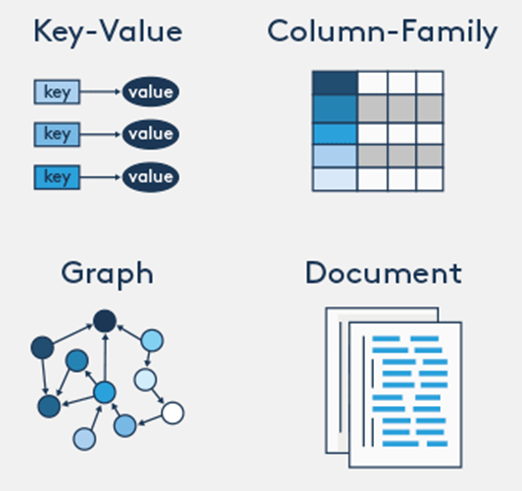 Key-Value
Column-Family
key value
key value
key value
Graph
Document